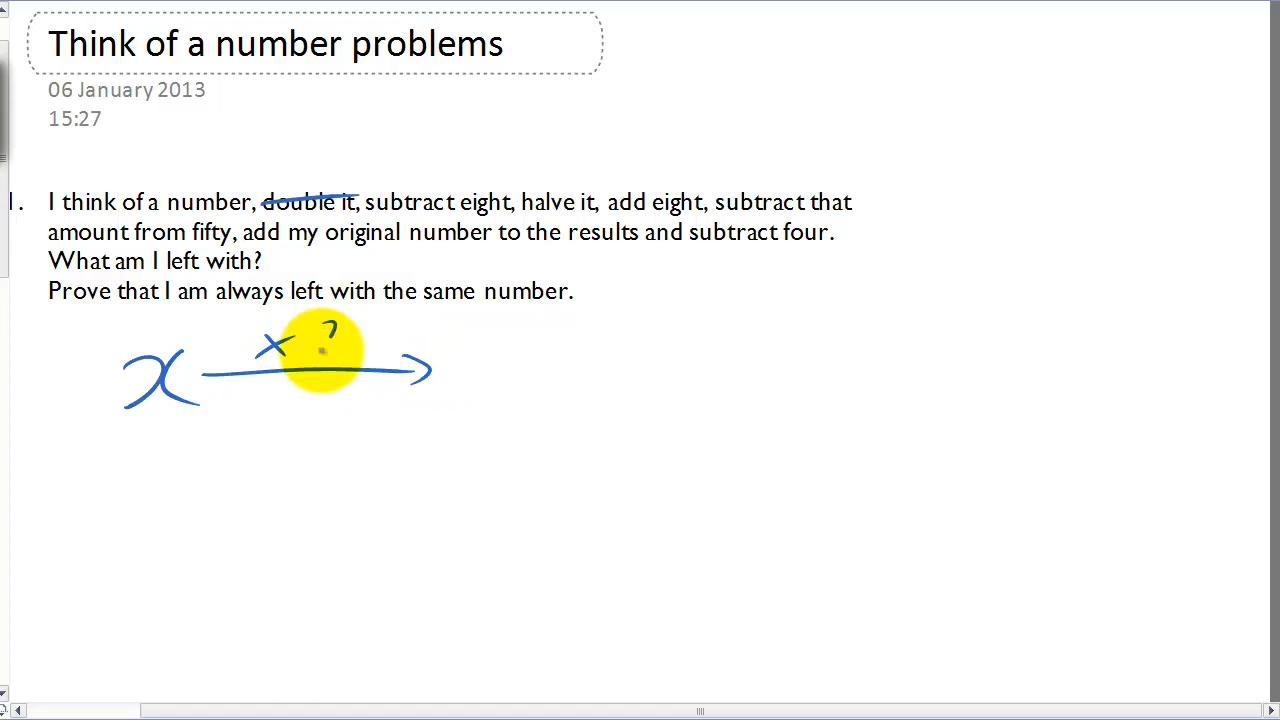 Think of a number problems
06 January 2013
15:27
1. I think of a number, double it, subtract eight, halve it, add eight, subtract that
amount from fifty, add my original number to the results and subtract four.
What am I left with?
Prove that I am always left with the same number.
x ×